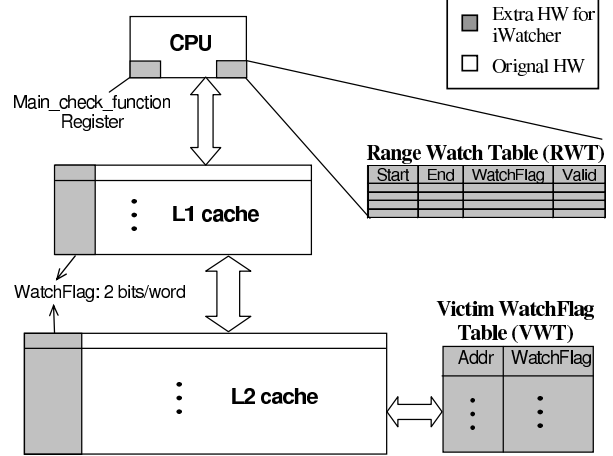 Extra HW for
iWatcher
Orignal HW
CPU
Main_check_function
Register
Range Watch Table (RWT)
Start End WatchFlag Valid
L1 cache
WatchFlag: 2 bits/word
Victim WatchFlag
Table (VWT)
Addr WatchFlag
L2 cache